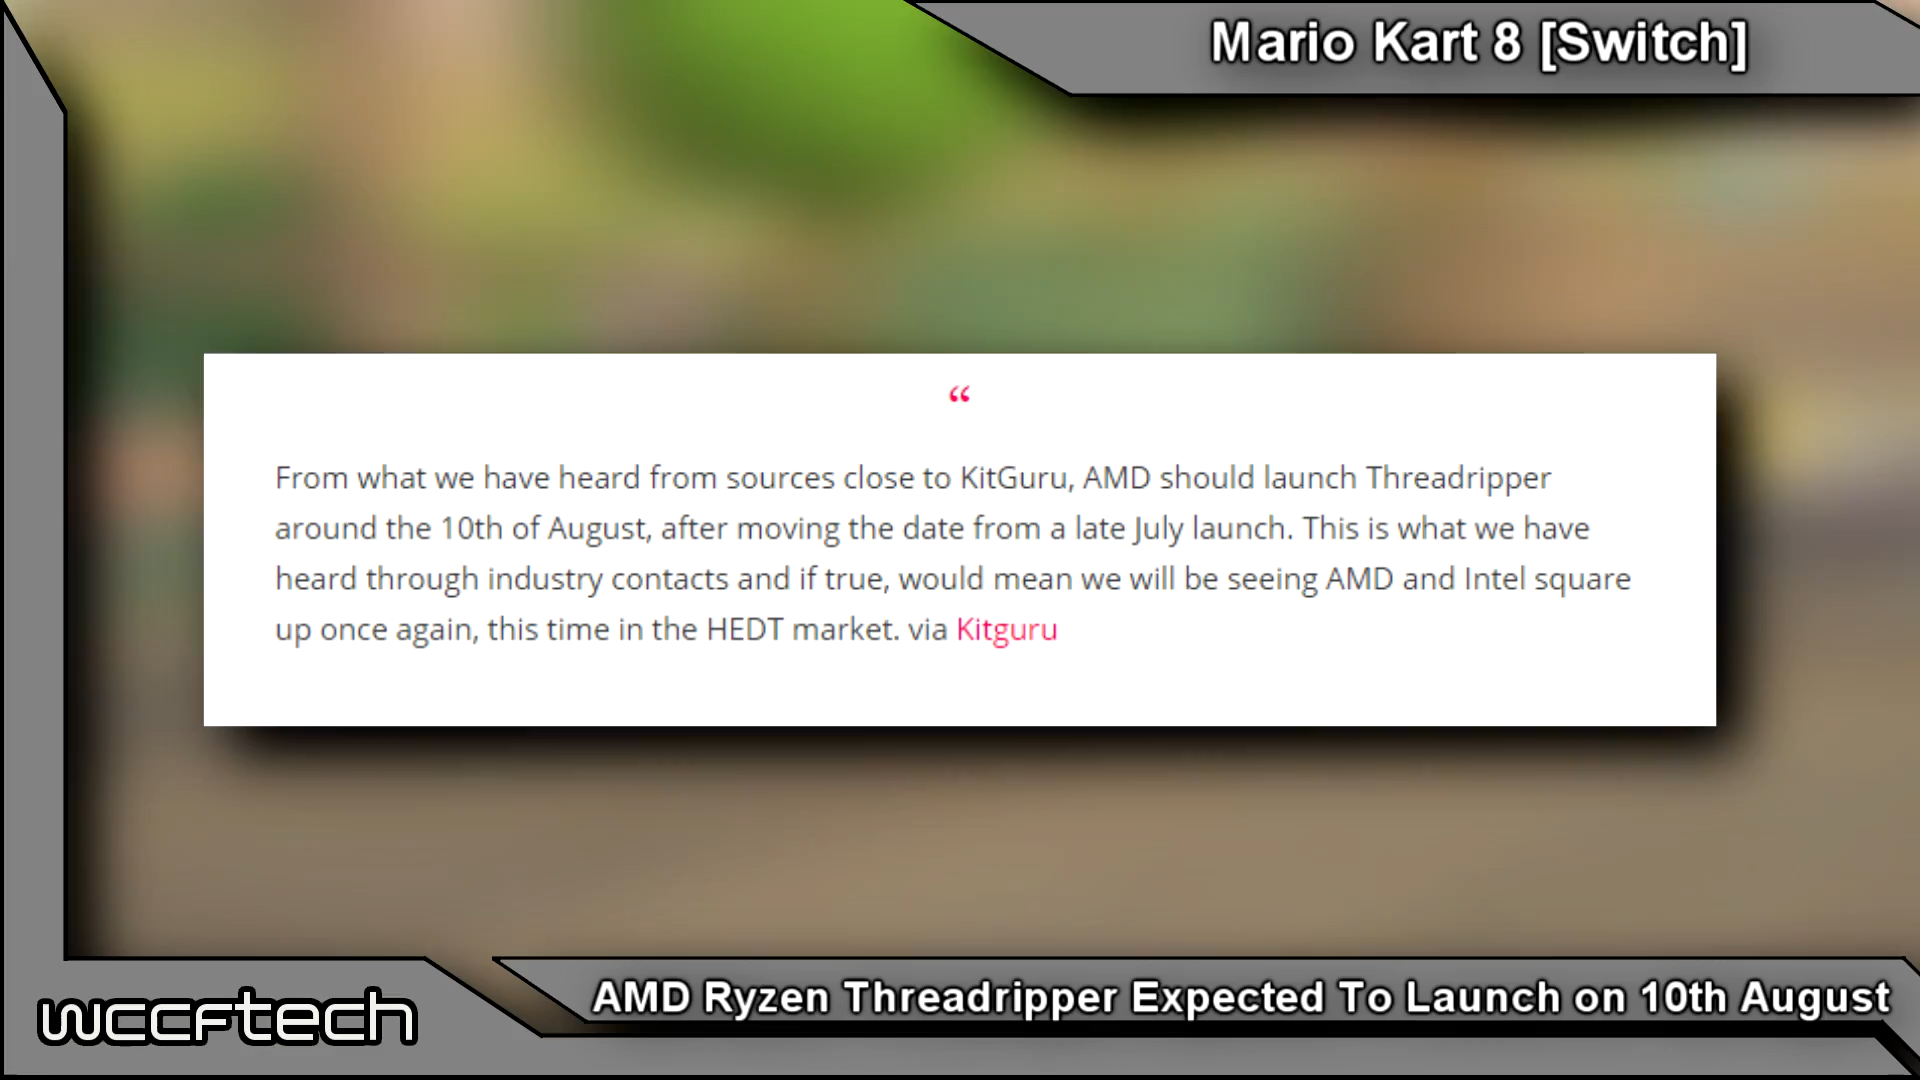 Mario Kart 8 [Switch]
“
From what we have heard from sources close to KitGuru, AMD should launch Threadripper
around the 10th of August, after moving the date from a late July launch. This is what we have
heard through industry contacts and if true, would mean we will be seeing AMD and Intel square
up once again, this time in the HEDT market. via Kitguru
wccftech
AMD Ryzen Threadripper Expected To Launch on 10th August